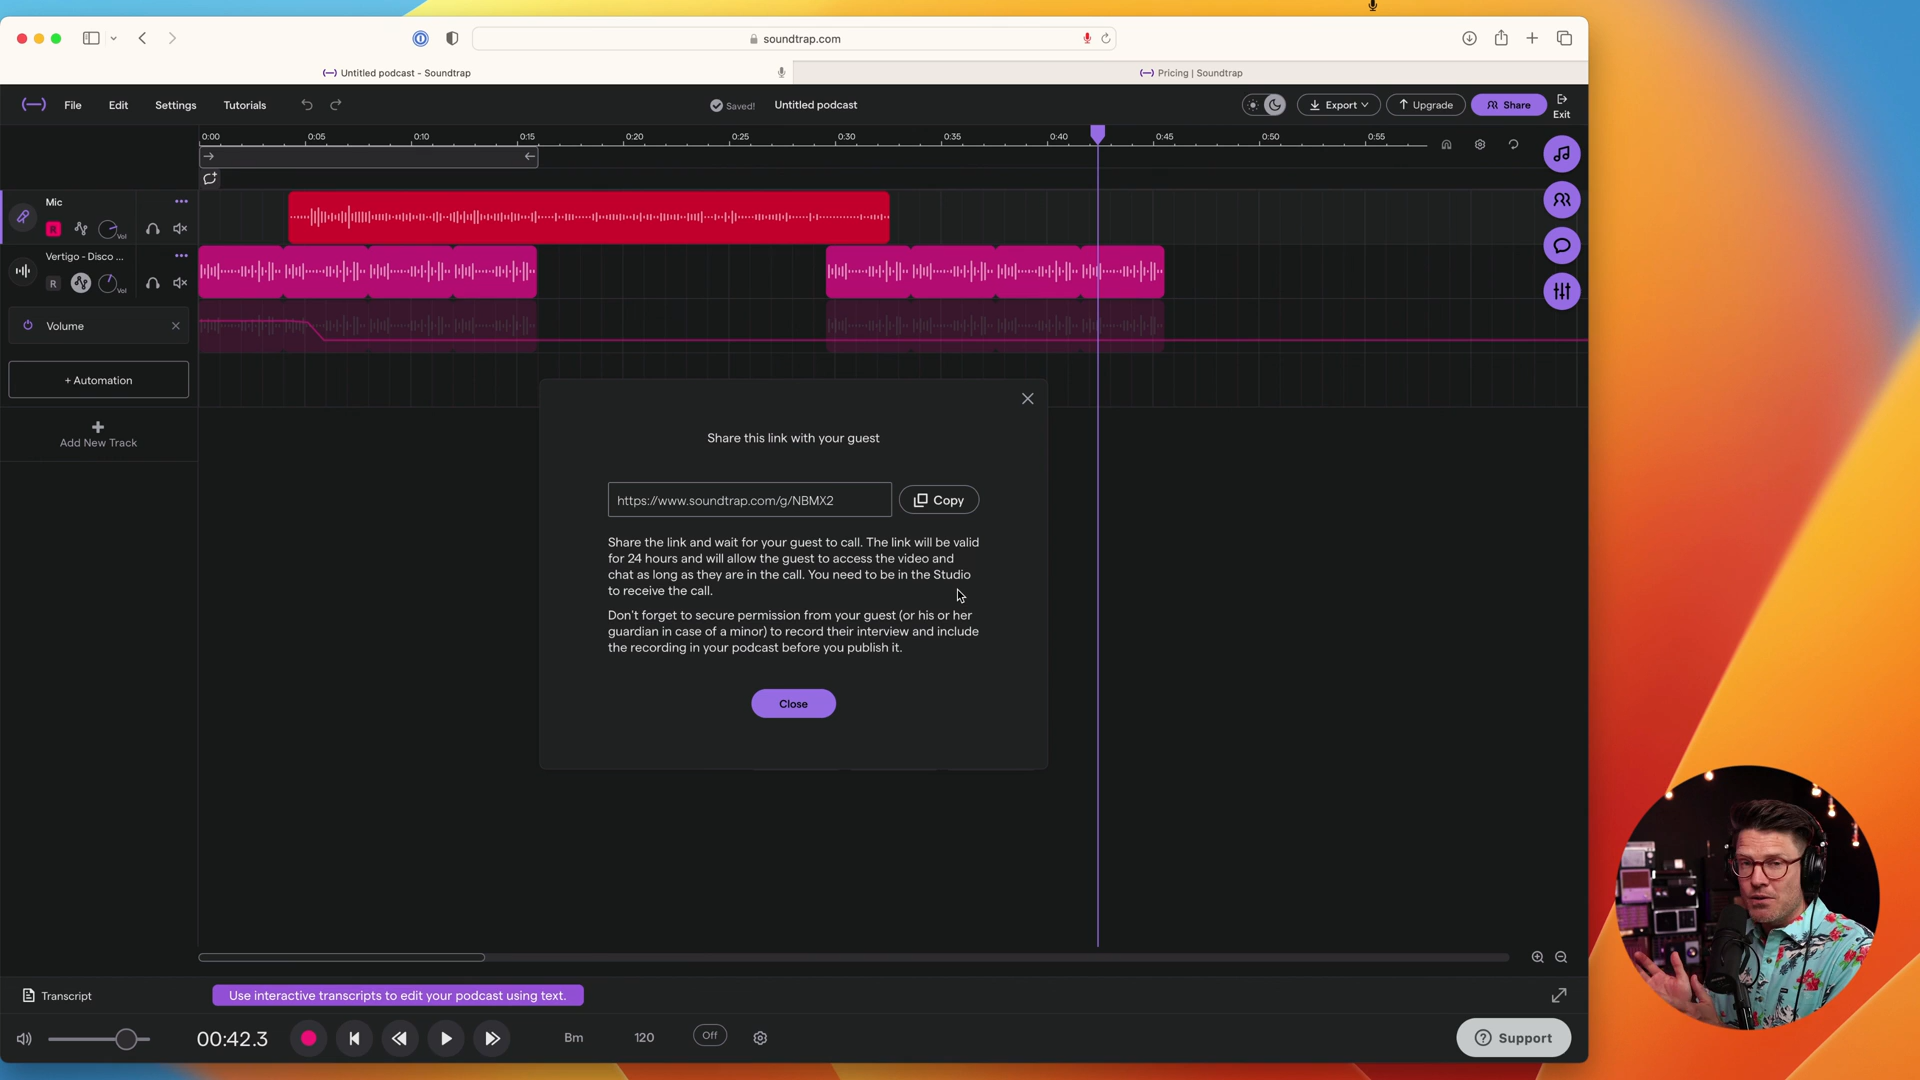 soundtrap.com
Untitled podcast - Soundtrap
Pricing | Soundtrap
File
Edit
Settings
Tutorials
Saved!
Untitled podcast
Export
Upgrade
Share
Exit
0:00
0:05
0:10
0:15
0:20
0:25
0:30
0:35
0:40
0:45
0:50
0:55
Mic
R
Vol
Vertigo - Disco ...
R
Vol
Volume
+ Automation
Add New Track
Share this link with your guest
https://www.soundtrap.com/g/NBMX2
Copy
Share the link and wait for your guest to call. The link will be valid
for 24 hours and will allow the guest to access the video and
chat as long as they are in the call. You need to be in the Studio
to receive the call.
Don't forget to secure permission from your guest (or his or her
guardian in case of a minor) to record their interview and include
the recording in your podcast before you publish it.
Close
Transcript
Use interactive transcripts to edit your podcast using text.
00:42.3
Bm
120
Off
Support